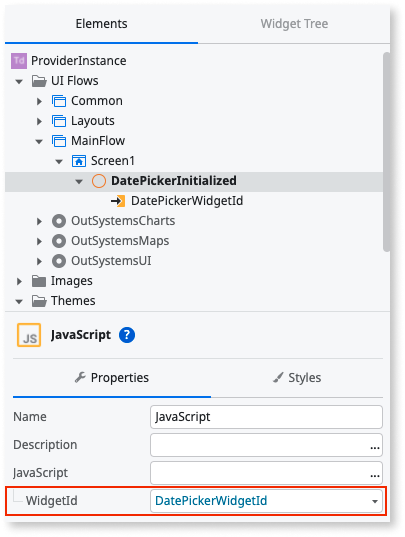 Elements Widget Tree
Td ProviderInstance
UI Flows
Common
Layouts
MainFlow
Screen1
DatePickerInitialized
DatePickerWidgetId
OutSystemsCharts
OutSystemsMaps
OutSystemsUI
Images
Themes
JS JavaScript ?
Properties Styles
Name JavaScript
Description ...
JavaScript ...
WidgetId DatePickerWidgetId